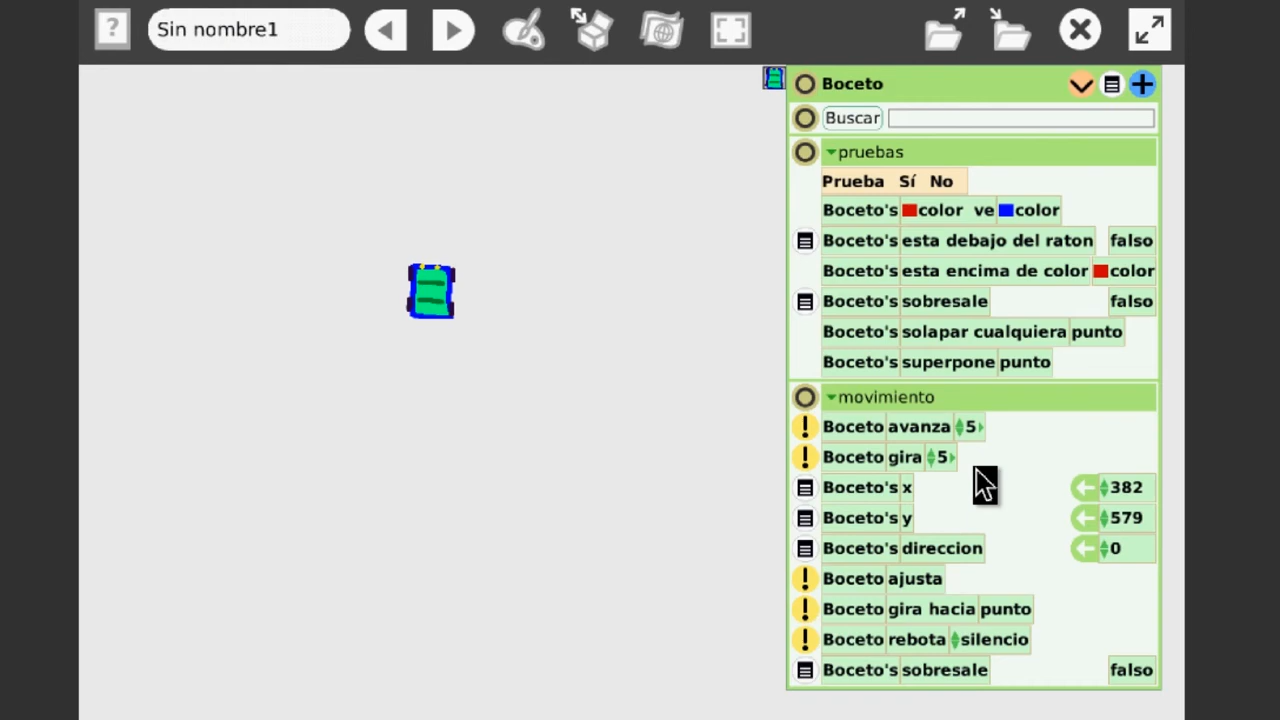 ?
Sin nombre1
Boceto
Buscar
pruebas
Prueba Sí No
Boceto's color ve color
Boceto's esta debajo del raton falso
Boceto's esta encima de color color
Boceto's sobresale falso
Boceto's solapar cualquiera punto
Boceto's superpone punto
movimiento
! Boceto avanza 5
! Boceto gira 5
Boceto's x 382
Boceto's y 579
Boceto's direccion 0
! Boceto ajusta
! Boceto gira hacia punto
! Boceto rebota silencio
Boceto's sobresale falso